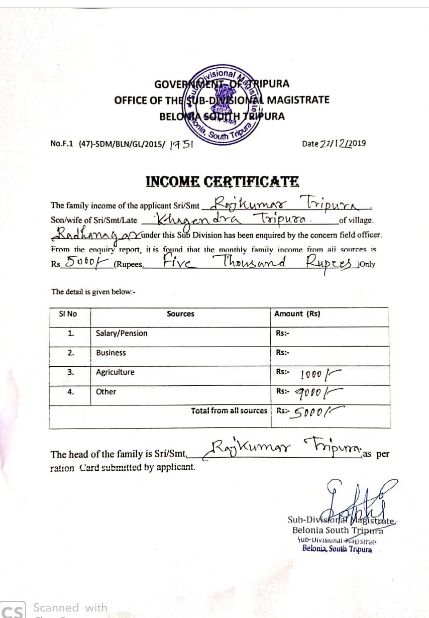 Sub-Divisional Magistrate
Belonia, South Tripura
GOVERNMENT OF TRIPURA
OFFICE OF THE SUB-DIVISIONAL MAGISTRATE
BELONIA SOUTH TRIPURA
No.F.1 (47)-SDM/BLN/GL/2015/ 1951 Date 22/12/2019
INCOME CERTIFICATE
The family income of the applicant Sri/Smt Rajkumar Tripura
Son/wife of Sri/Smt/Late Khagendra Tripura of village.
Radhanagar under this Sub Division has been enquired by the concern field officer.
From the enquiry report, it is found that the monthly family income from all sources is
Rs 5000/- (Rupees, Five Thousand Rupees )Only
The detail is given below:-
Sl No Sources Amount (Rs)
1. Salary/Pension Rs:-
2. Business Rs:-
3. Agriculture Rs:- 1000/-
4. Other Rs:-
Total from all sources Rs:- 5000/-
The head of the family is Sri/Smt, Rajkumar Tripura, as per
ration Card submitted by applicant.
Sub-Divisional Magistrate
Belonia South Tripura
Sub-Divisional Magistrate
Belonia, South Tripura
CS Scanned with